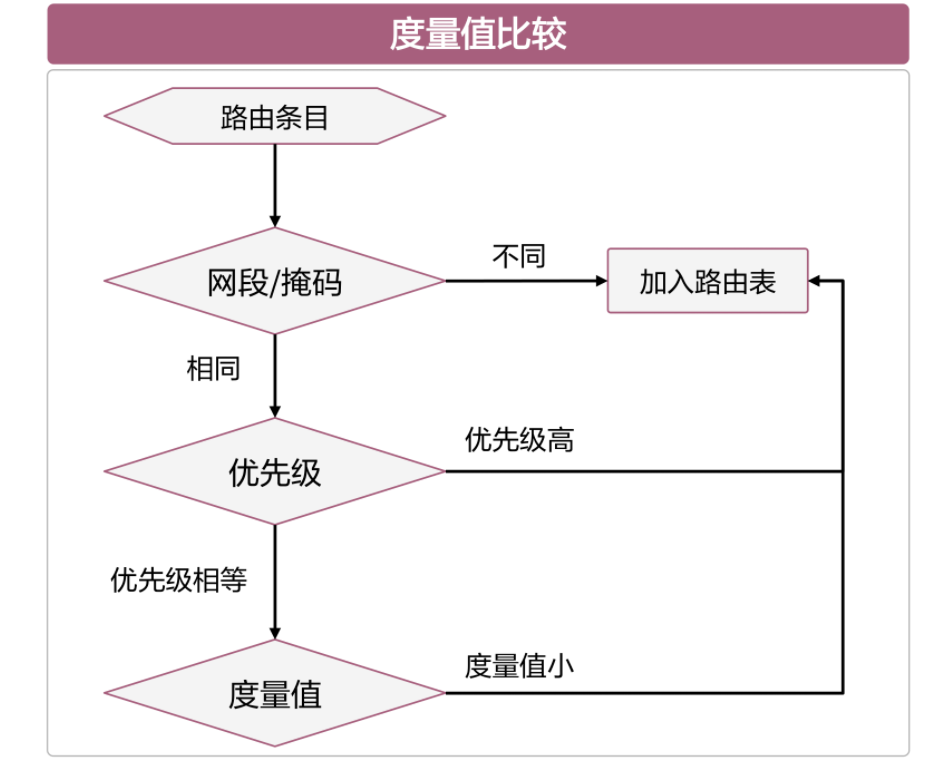 度量值比较
路由条目
网段/掩码
不同
加入路由表
相同
优先级
优先级高
优先级相等
度量值
度量值小